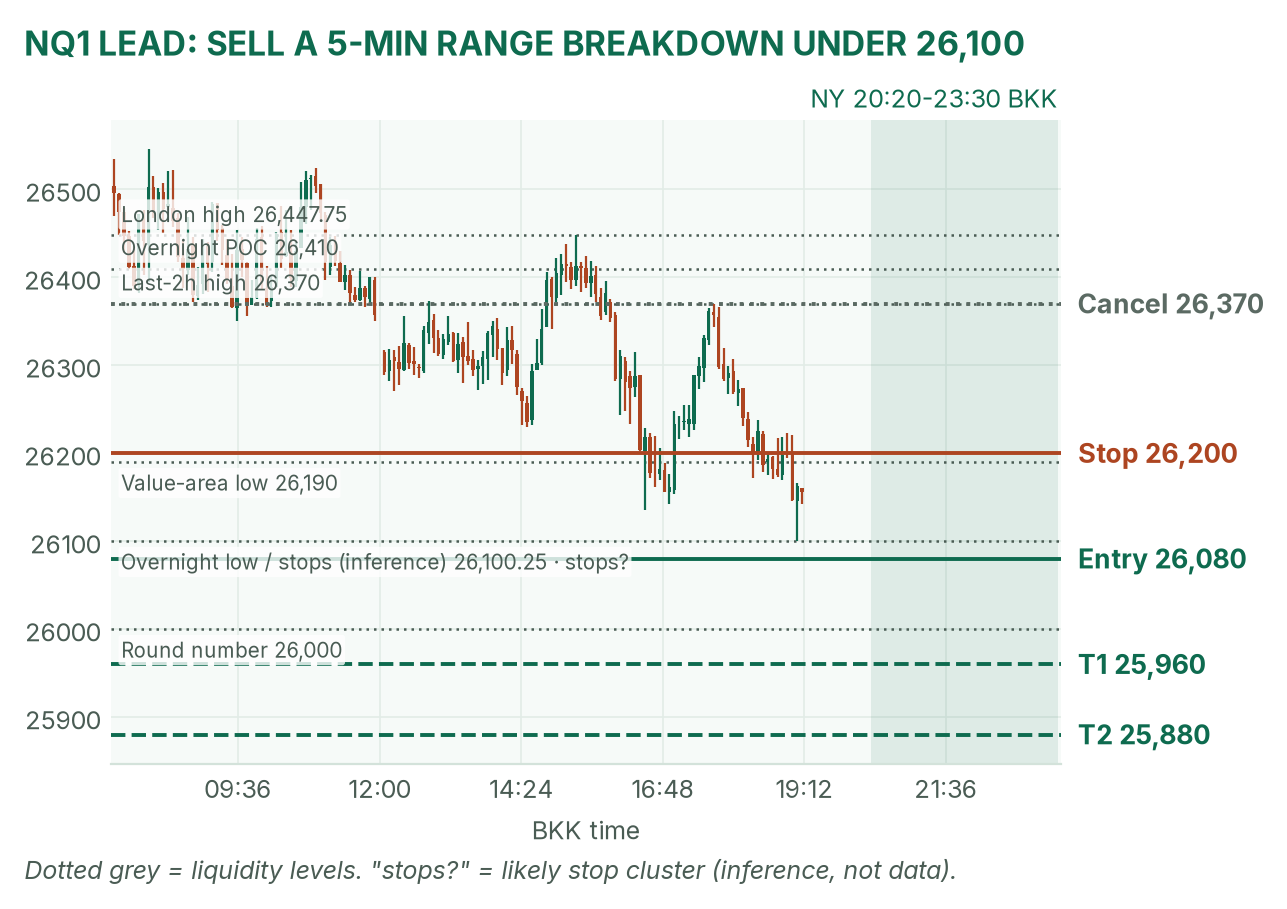 NQ1 LEAD: SELL A 5-MIN RANGE BREAKDOWN UNDER 26,100
NY 20:20-23:30 BKK
26500
London high 26,447.75
Overnight POC 26,410
26400
Last-2h high 26,370
Cancel 26,370
26300
26200
Stop 26,200
Value-area low 26,190
26100
Overnight low / stops (inference) 26,100.25 · stops?
Entry 26,080
26000
Round number 26,000
T1 25,960
25900
T2 25,880
09:36 12:00 14:24 16:48 19:12 21:36
BKK time
Dotted grey = liquidity levels. "stops?" = likely stop cluster (inference, not data).